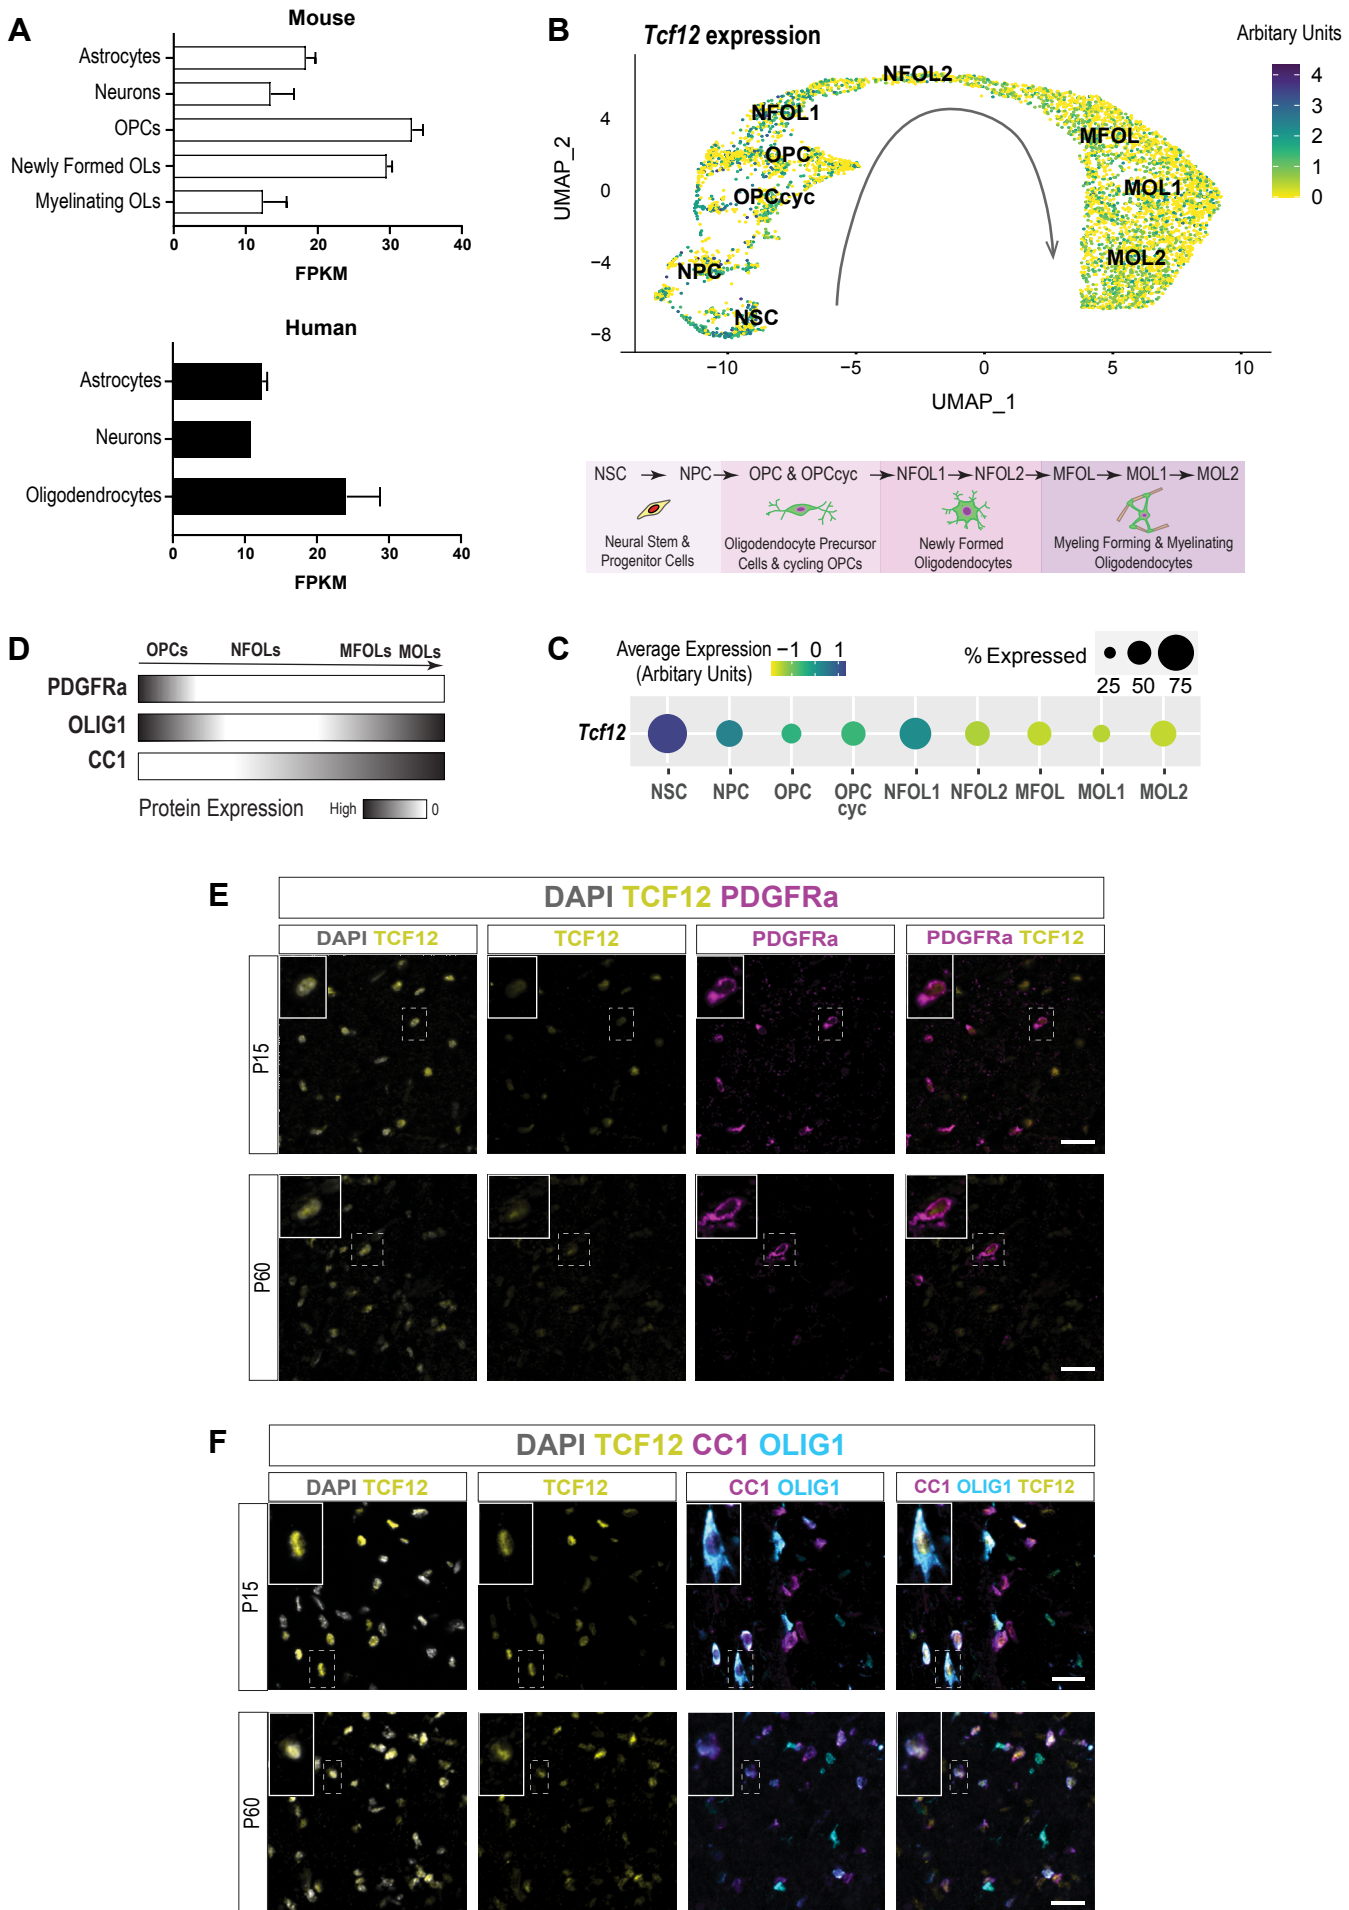 A
Mouse
Astrocytes
Neurons
OPCs
Newly Formed OLs
Myelinating OLs
0 10 20 30 40
FPKM
Human
Astrocytes
Neurons
Oligodendrocytes
0 10 20 30 40
FPKM
B
Tcf12 expression
Arbitary Units
4
3
2
1
0
UMAP_2
4
0
−4
−8
NFOL2
NFOL1
OPC
OPCcyc
NPC
NSC
MFOL
MOL1
MOL2
−10 −5 0 5 10
UMAP_1
NSC NPC OPC & OPCcyc NFOL1 NFOL2 MFOL MOL1 MOL2
Neural Stem &
Progenitor Cells
Oligodendocyte Precursor
Cells & cycling OPCs
Newly Formed
Oligodendocytes
Myeling Forming & Myelinating
Oligodendocytes
D
OPCs NFOLs MFOLs MOLs
PDGFRa
OLIG1
CC1
Protein Expression High 0
C
Average Expression −1 0 1
(Arbitary Units)
% Expressed
25 50 75
Tcf12
NSC NPC OPC OPC NFOL1 NFOL2 MFOL MOL1 MOL2
cyc
E
DAPI TCF12 PDGFRa
DAPI TCF12 TCF12 PDGFRa PDGFRa TCF12
P15
P60
F
DAPI TCF12 CC1 OLIG1
DAPI TCF12 TCF12 CC1 OLIG1 CC1 OLIG1 TCF12
P15
P60